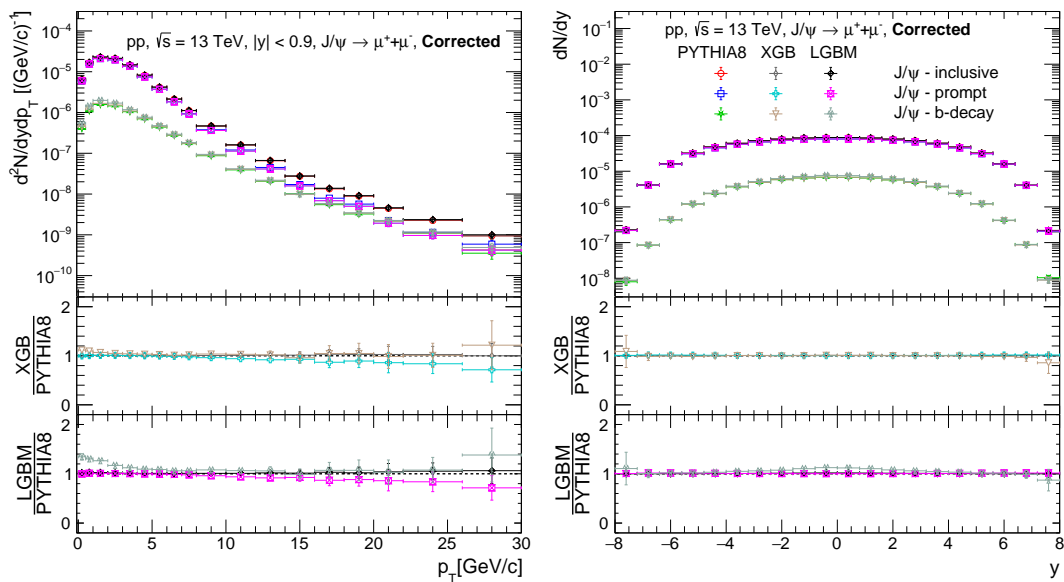 d²N/dydp_T [(GeV/c)⁻¹]
pp, √s = 13 TeV, |y| < 0.9, J/ψ → μ⁺+μ⁻, Corrected
10⁻⁴
10⁻⁵
10⁻⁶
10⁻⁷
10⁻⁸
10⁻⁹
10⁻¹⁰
XGB
PYTHIA8
2
1
0
LGBM
PYTHIA8
2
1
0
0 5 10 15 20 25 30
p_T[GeV/c]
dN/dy
pp, √s = 13 TeV, J/ψ → μ⁺+μ⁻, Corrected
PYTHIA8 XGB LGBM
J/ψ - inclusive
J/ψ - prompt
J/ψ - b-decay
10⁻¹
10⁻²
10⁻³
10⁻⁴
10⁻⁵
10⁻⁶
10⁻⁷
10⁻⁸
XGB
PYTHIA8
2
1
0
LGBM
PYTHIA8
2
1
0
−8 −6 −4 −2 0 2 4 6 8
y